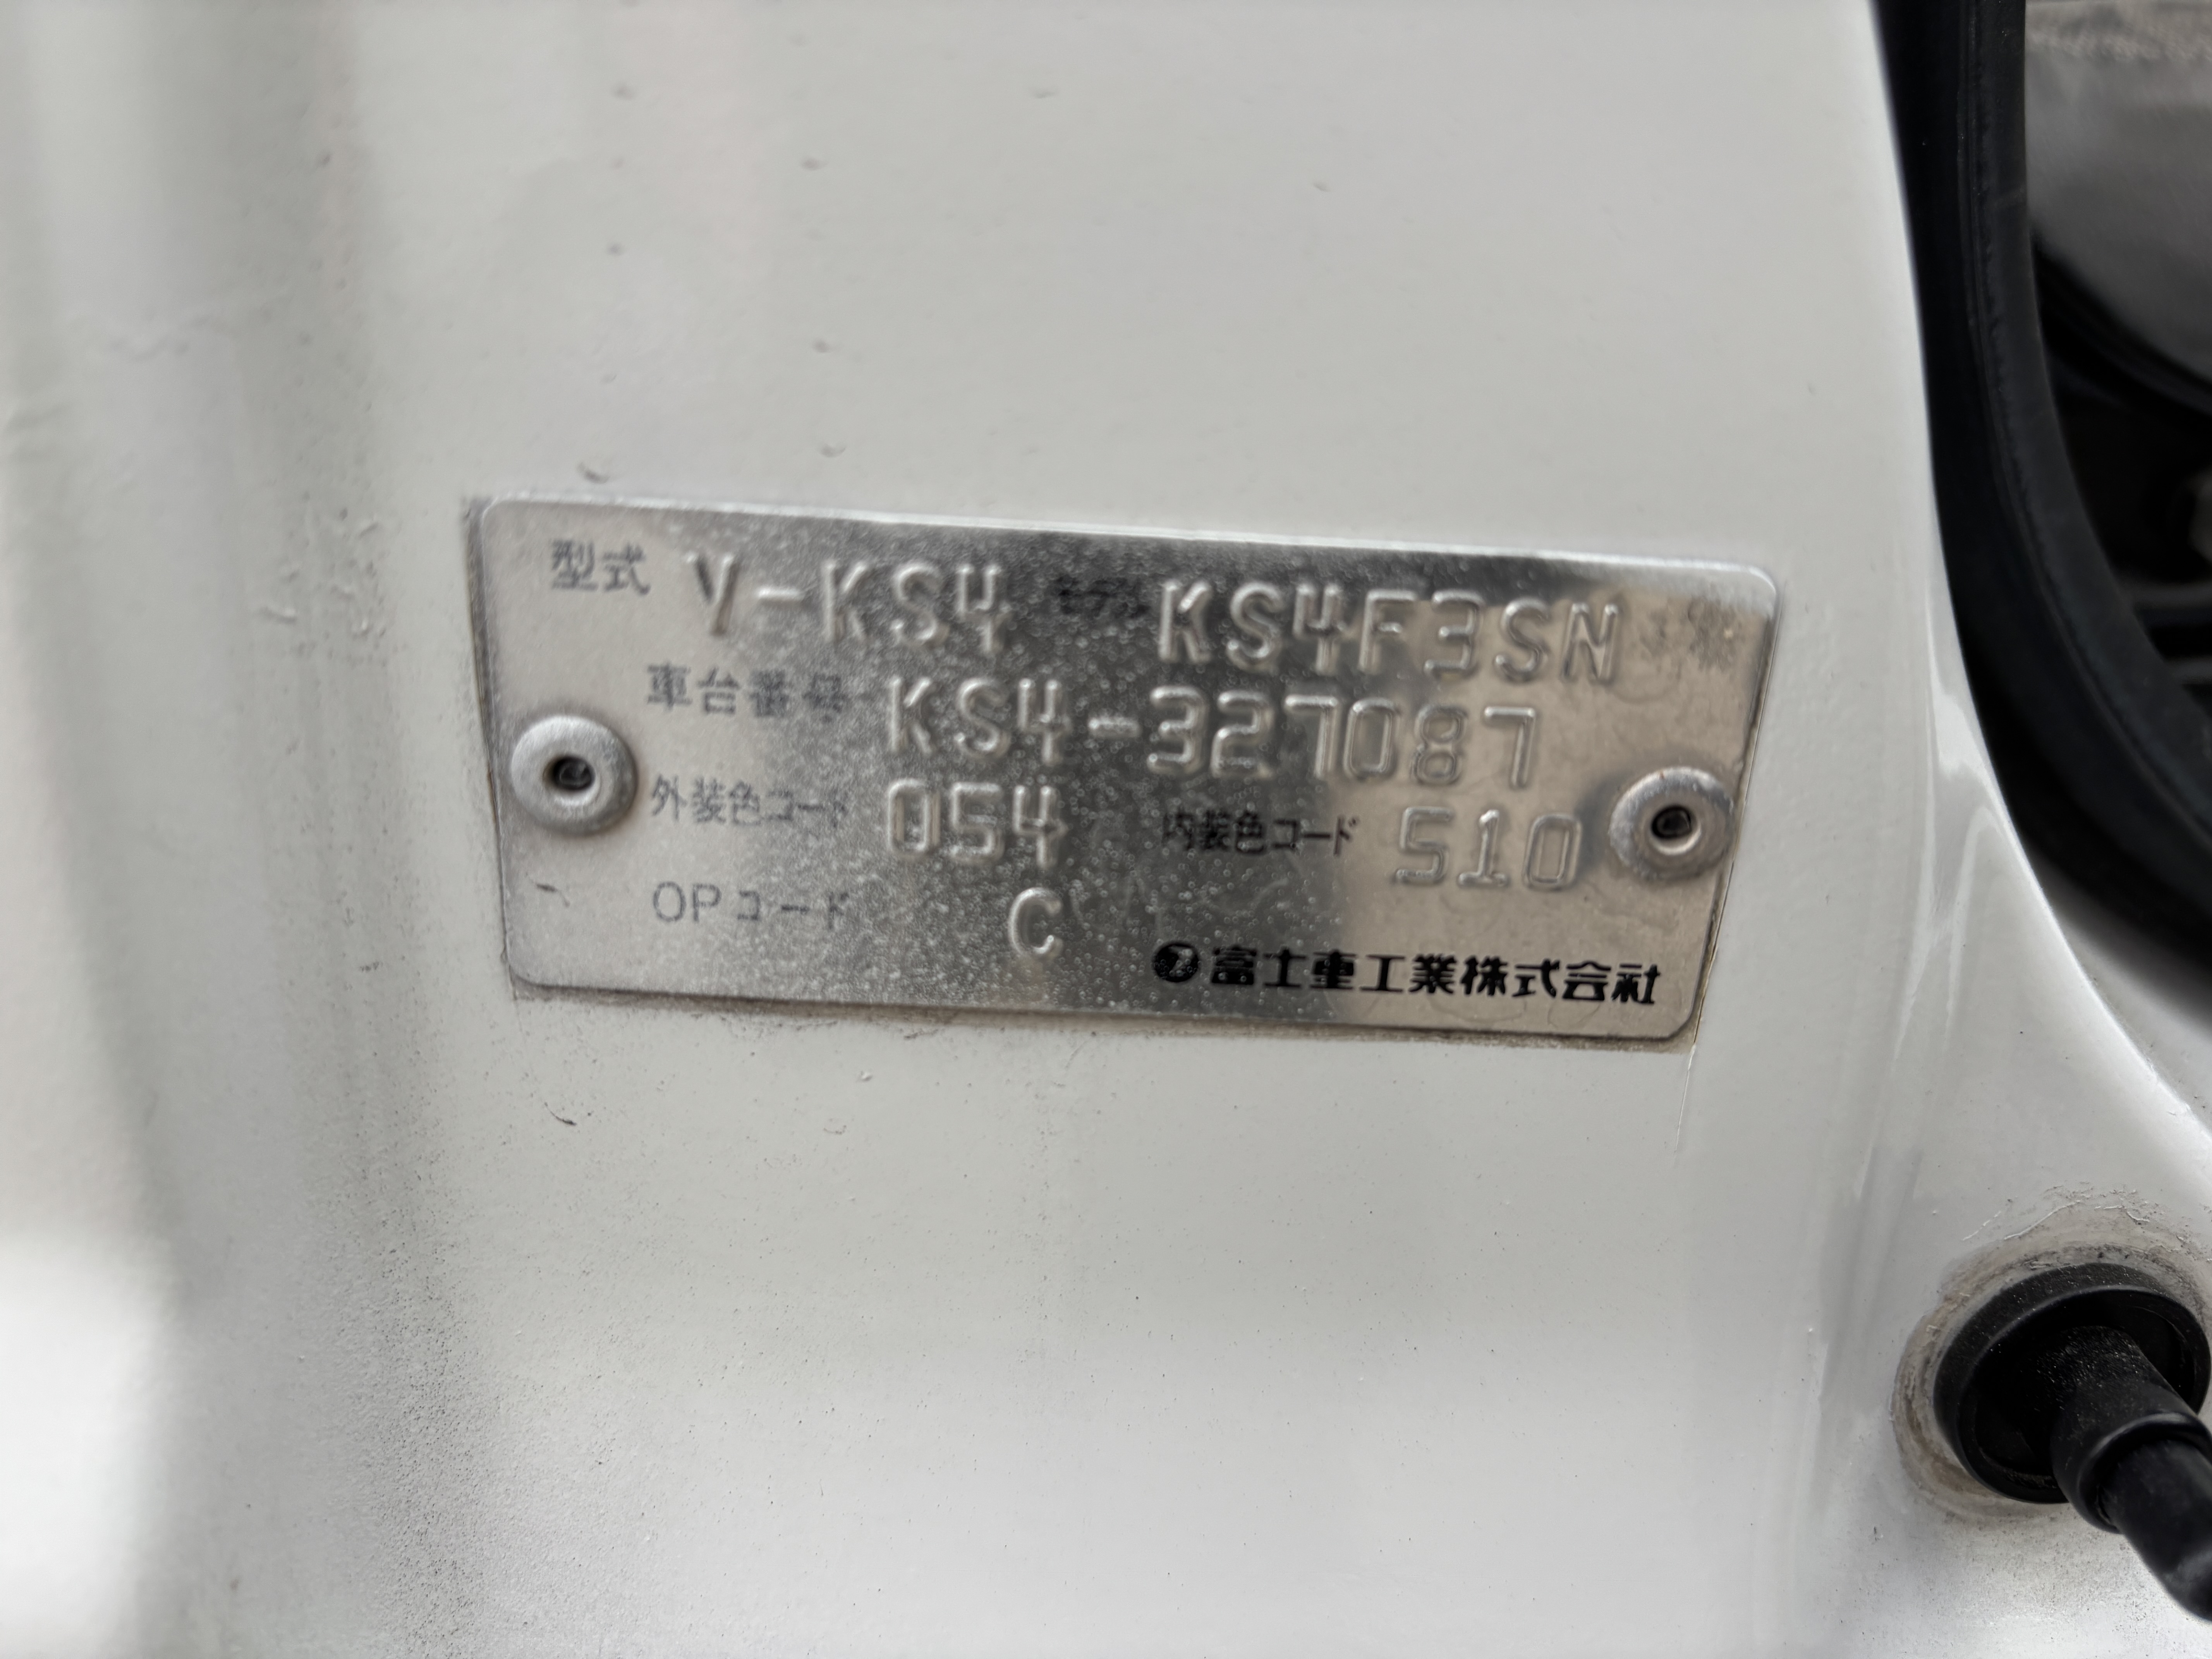 型式 V-KS4 モデル KS4F3SN
車台番号 KS4-327087
外装色コード 054 内装色コード 510
OPコード C
富士重工業株式会社